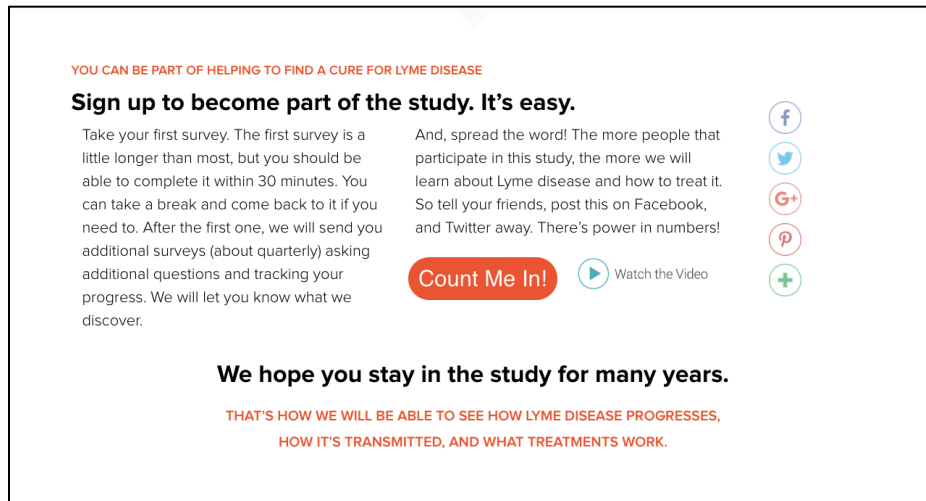 YOU CAN BE PART OF HELPING TO FIND A CURE FOR LYME DISEASE
Sign up to become part of the study. It's easy.
Take your first survey. The first survey is a
little longer than most, but you should be
able to complete it within 30 minutes. You
can take a break and come back to it if you
need to. After the first one, we will send you
additional surveys (about quarterly) asking
additional questions and tracking your
progress. We will let you know what we
discover.
And, spread the word! The more people that
participate in this study, the more we will
learn about Lyme disease and how to treat it.
So tell your friends, post this on Facebook,
and Twitter away. There's power in numbers!
Count Me In!
Watch the Video
G+
We hope you stay in the study for many years.
THAT'S HOW WE WILL BE ABLE TO SEE HOW LYME DISEASE PROGRESSES,
HOW IT'S TRANSMITTED, AND WHAT TREATMENTS WORK.